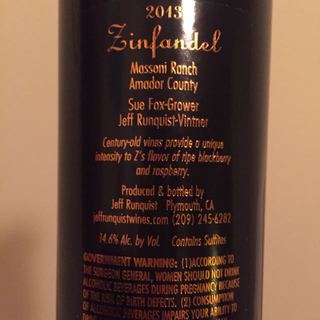 2013
Zinfandel
Massoni Ranch
Amador County
Sue Fox-Grower
Jeff Runquist-Vintner
Century-old vines provide a unique
intensity to Z's flavor of ripe blackberry
and raspberry.
Produced & bottled by
Jeff Runquist Plymouth, CA
jeffrunquistwines.com (209) 245-6282
14.6% Alc. by Vol. Contains Sulfites
GOVERNMENT WARNING: (1) ACCORDING TO
THE SURGEON GENERAL, WOMEN SHOULD NOT DRINK
ALCOHOLIC BEVERAGES DURING PREGNANCY BECAUSE
OF THE RISK OF BIRTH DEFECTS. (2) CONSUMPTION
OF ALCOHOLIC BEVERAGES IMPAIRS YOUR ABILITY TO